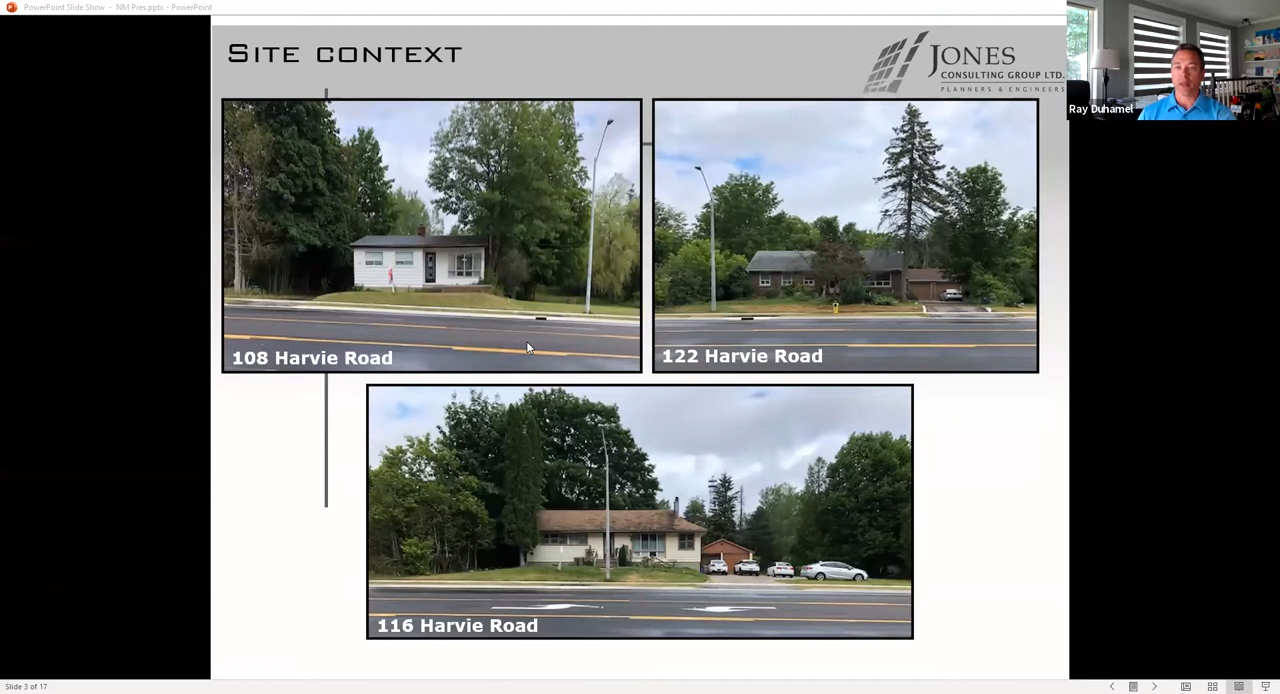 PowerPoint Slide Show - NM Pres.pptx - PowerPoint
SITE CONTEXT
JONES
CONSULTING GROUP LTD.
PLANNERS & ENGINEERS
Ray Duhamel
108 Harvie Road
122 Harvie Road
116 Harvie Road
Slide 3 of 17